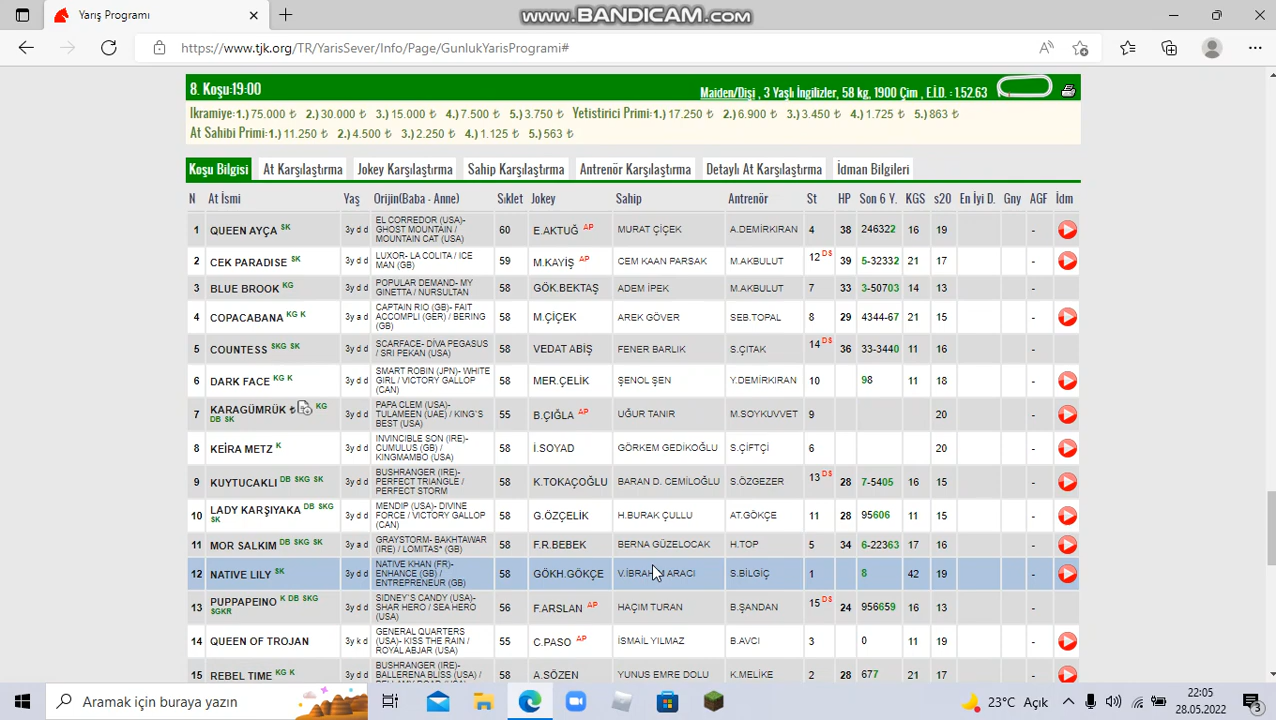 Yarış Programı
www.BANDICAM.com
https://www.tjk.org/TR/YarisSever/Info/Page/GunlukYarisProgrami#
8. Koşu:19:00 Maiden/Dişi , 3 Yaşlı İngilizler, 58 kg, 1900 Çim , E.İ.D. : 1.52.63
İkramiye: 1.) 75.000 ₺ 2.) 30.000 ₺ 3.) 15.000 ₺ 4.) 7.500 ₺ 5.) 3.750 ₺ Yetistirici Primi: 1.) 17.250 ₺ 2.) 6.900 ₺ 3.) 3.450 ₺ 4.) 1.725 ₺ 5.) 863 ₺
At Sahibi Primi: 1.) 11.250 ₺ 2.) 4.500 ₺ 3.) 2.250 ₺ 4.) 1.125 ₺ 5.) 563 ₺
Koşu Bilgisi At Karşılaştırma Jokey Karşılaştırma Sahip Karşılaştırma Antrenör Karşılaştırma Detaylı At Karşılaştırma İdman Bilgileri
N At İsmi Yaş Orijin(Baba - Anne) Sıklet Jokey Sahip Antrenör St HP Son 6 Y. KGS s20 En İyi D. Gny AGF İdm
1 QUEEN AYÇA SK 3y d d EL CORREDOR (USA)- GHOST MOUNTAIN / MOUNTAIN CAT (USA) 60 E.AKTUĞ AP MURAT ÇİÇEK A.DEMİRKIRAN 4 38 246322 16 19 -
2 CEK PARADISE SK 3y d d LUXOR- LA COLITA / ICE MAN (GB) 59 M.KAYİŞ AP CEM KAAN PARSAK M.AKBULUT 12 DS 39 5-32332 21 17 -
3 BLUE BROOK KG 3y d d POPULAR DEMAND- MY GINETTA / NURSULTAN 58 GÖK.BEKTAŞ ADEM İPEK M.AKBULUT 7 33 3-50703 14 13 -
4 COPACABANA KG K 3y a d CAPTAIN RIO (GB)- FAIT ACCOMPLI (GER) / BERING (GB) 58 M.ÇİÇEK AREK GÖVER SEB.TOPAL 8 29 4344-67 21 15 -
5 COUNTESS SKG SK 3y d d SCARFACE- DİVA PEGASUS / SRI PEKAN (USA) 58 VEDAT ABİŞ FENER BARLIK S.ÇITAK 14 DS 36 33-3440 11 16 -
6 DARK FACE KG K 3y d d SMART ROBIN (JPN)- WHITE GIRL / VICTORY GALLOP (CAN) 58 MER.ÇELİK ŞENOL ŞEN Y.DEMİRKIRAN 10 98 11 18 -
7 KARAGÜMRÜK ₺ KG DB SK 3y d d PAPA CLEM (USA)- TULAMEEN (UAE) / KING'S BEST (USA) 55 B.ÇIĞLA AP UĞUR TANIR M.SOYKUVVET 9 20 -
8 KEİRA METZ K 3y d d INVINCIBLE SON (IRE)- CUMULUS (GB) / KINGMAMBO (USA) 58 İ.SOYAD GÖRKEM GEDİKOĞLU S.ÇİFTÇİ 6 20 -
9 KUYTUCAKLI DB SKG SK 3y d d BUSHRANGER (IRE)- PERFECT TRIANGLE / PERFECT STORM 58 K.TOKAÇOĞLU BARAN D. CEMİLOĞLU S.ÖZGEZER 13 DS 28 7-5405 16 15 -
10 LADY KARŞIYAKA DB SKG SK 3y d d MENDIP (USA)- DIVINE FORCE / VICTORY GALLOP (CAN) 58 G.ÖZÇELİK H.BURAK ÇULLU AT.GÖKÇE 11 28 95606 11 15 -
11 MOR SALKIM DB SKG SK 3y a d GRAYSTORM- BAKHTAWAR (IRE) / LOMITAS* (GB) 58 F.R.BEBEK BERNA GÜZELOCAK H.TOP 5 34 6-22363 17 16 -
12 NATIVE LILY SK 3y d d NATIVE KHAN (FR)- ENHANCE (GB) / ENTREPRENEUR (GB) 58 GÖKH.GÖKÇE ARACI S.BİLGİÇ 1 8 42 19 -
13 PUPPAPEINO K DB SKG SGKR 3y d d SIDNEY'S CANDY (USA)- SHAR HERO / SEA HERO (USA) 56 F.ARSLAN AP HAÇİM TURAN B.ŞANDAN 15 DS 24 956659 16 13 -
14 QUEEN OF TROJAN 3y k d GENERAL QUARTERS (USA)- KISS THE RAIN / ROYAL ABJAR (USA) 55 C.PASO AP İSMAİL YILMAZ B.AVCI 3 0 11 19 -
15 REBEL TIME KG K 3y d d BUSHRANGER (IRE)- BALLERENA BLISS (USA) / 58 A.SÖZEN YUNUS EMRE DOLU K.MELİKE 2 28 677 21 17 -
Aramak için buraya yazın
23°C Açık
22:05
28.05.2022
3